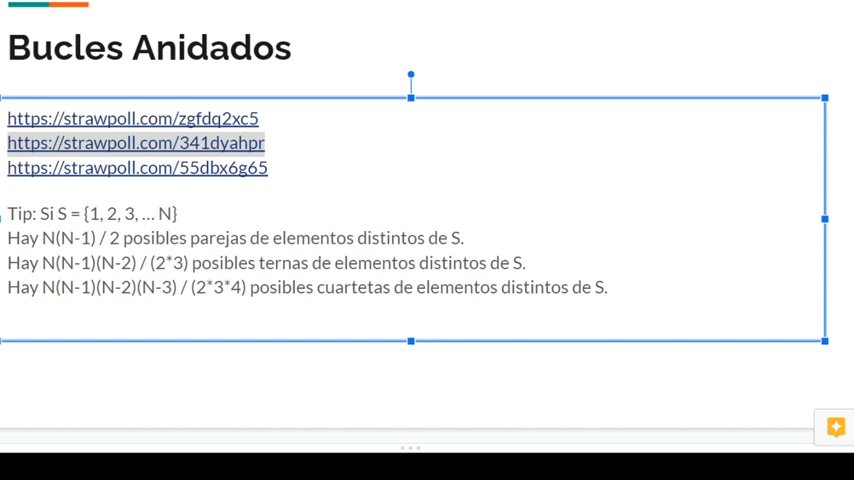 Bucles Anidados
https://strawpoll.com/zgfdq2xc5
https://strawpoll.com/341dyahpr
https://strawpoll.com/55dbx6g65
Tip: Si S = {1, 2, 3, ... N}
Hay N(N-1) / 2 posibles parejas de elementos distintos de S.
Hay N(N-1)(N-2) / (2*3) posibles ternas de elementos distintos de S.
Hay N(N-1)(N-2)(N-3) / (2*3*4) posibles cuartetas de elementos distintos de S.